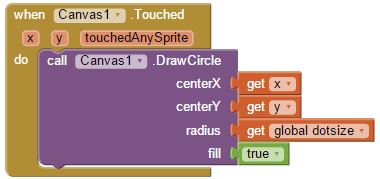 when Canvas1 .Touched
x y touchedAnySprite
do call Canvas1 .DrawCircle
centerX get x
centerY get y
radius get global dotsize
fill true